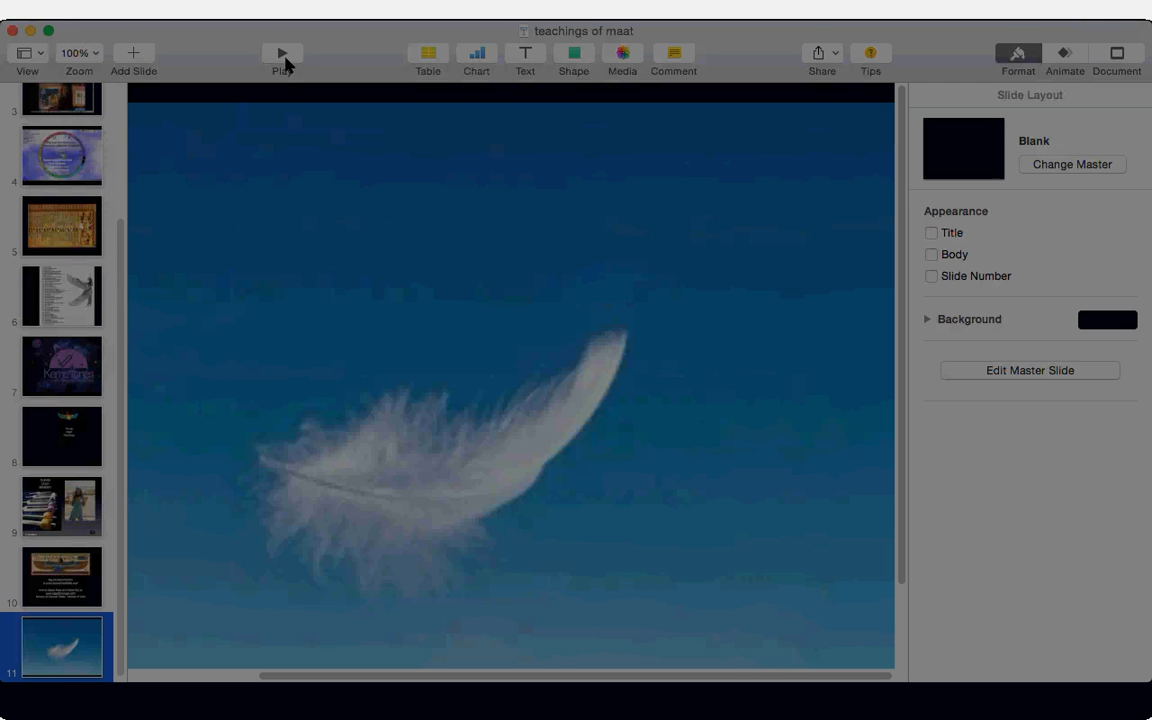 teachings of maat
100%
View
Zoom
Add Slide
Play
Table
Chart
Text
Shape
Media
Comment
Share
Tips
Format
Animate
Document
Slide Layout
Blank
Change Master
Appearance
Title
Body
Slide Number
Background
Edit Master Slide
3
4
5
6
7
8
9
10
11